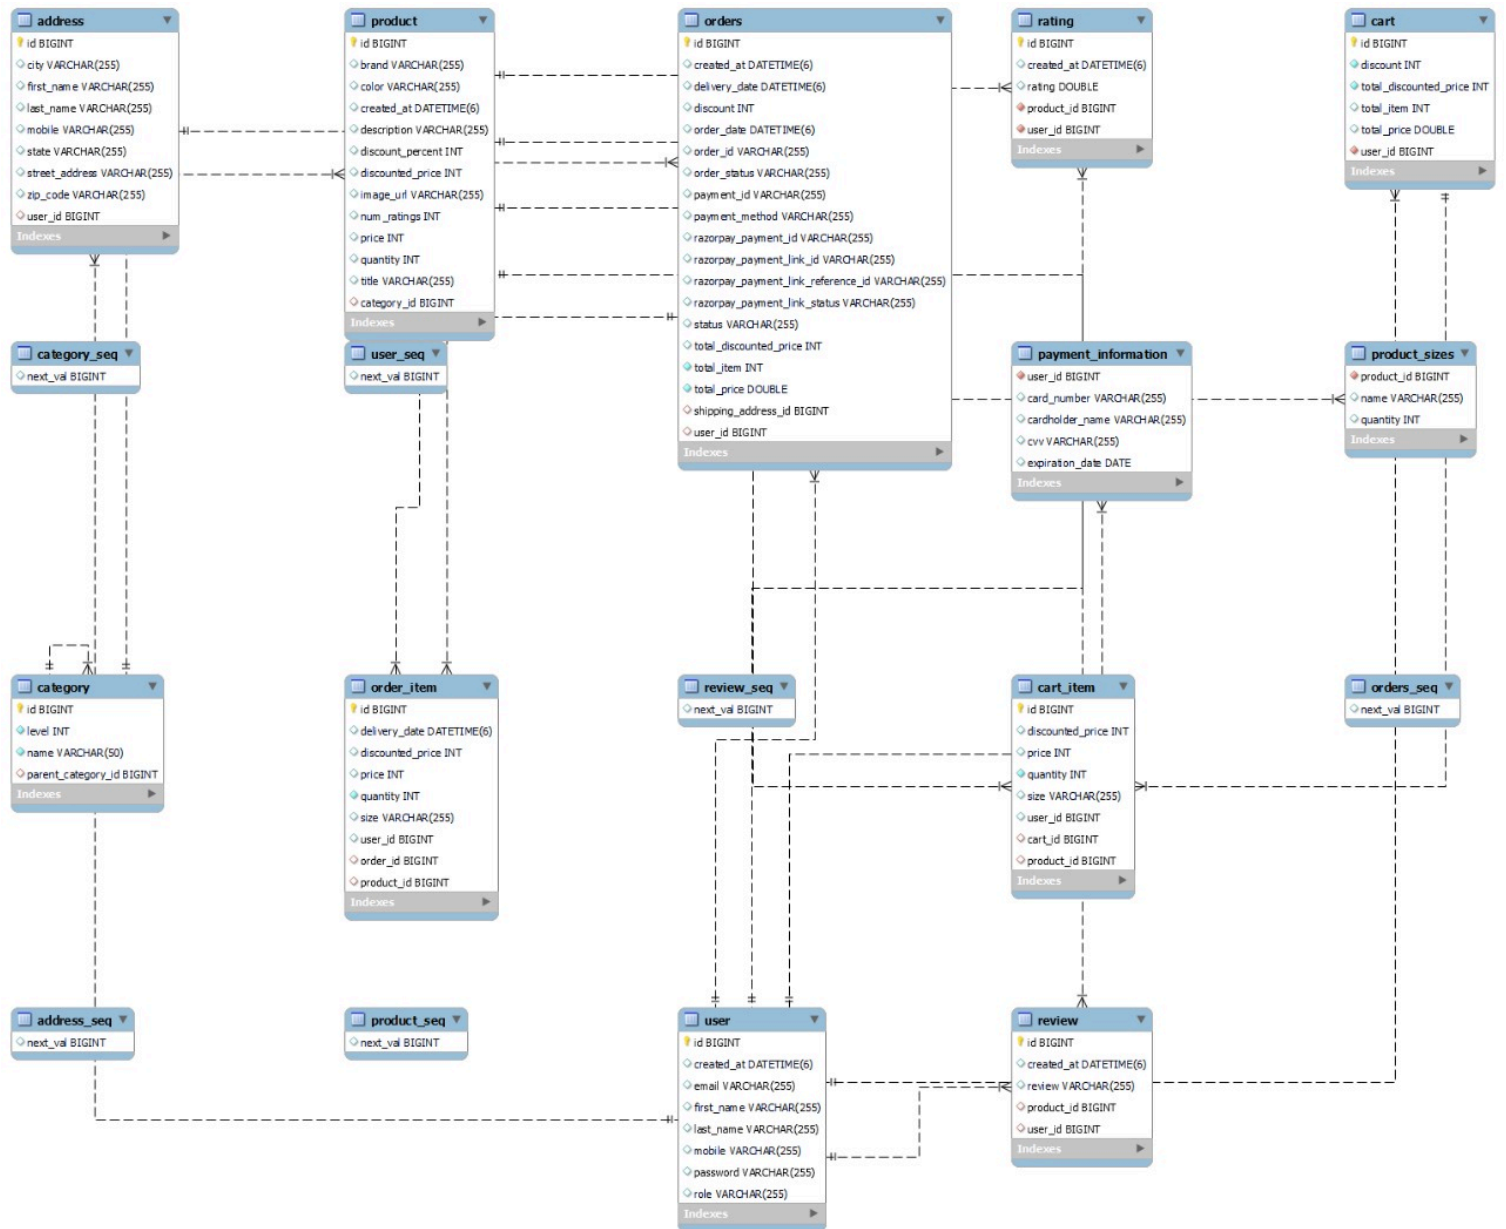 address
id BIGINT
city VARCHAR(255)
first_name VARCHAR(255)
last_name VARCHAR(255)
mobile VARCHAR(255)
state VARCHAR(255)
street_address VARCHAR(255)
zip_code VARCHAR(255)
user_id BIGINT
Indexes
product
id BIGINT
brand VARCHAR(255)
color VARCHAR(255)
created_at DATETIME(6)
description VARCHAR(255)
discount_percent INT
discounted_price INT
image_url VARCHAR(255)
num_ratings INT
price INT
quantity INT
title VARCHAR(255)
category_id BIGINT
Indexes
orders
id BIGINT
created_at DATETIME(6)
delivery_date DATETIME(6)
discount INT
order_date DATETIME(6)
order_id VARCHAR(255)
order_status VARCHAR(255)
payment_id VARCHAR(255)
payment_method VARCHAR(255)
razorpay_payment_id VARCHAR(255)
razorpay_payment_link_id VARCHAR(255)
razorpay_payment_link_reference_id VARCHAR(255)
razorpay_payment_link_status VARCHAR(255)
status VARCHAR(255)
total_discounted_price INT
total_item INT
total_price DOUBLE
shipping_address_id BIGINT
user_id BIGINT
Indexes
rating
id BIGINT
created_at DATETIME(6)
rating DOUBLE
product_id BIGINT
user_id BIGINT
Indexes
cart
id BIGINT
discount INT
total_discounted_price INT
total_item INT
total_price DOUBLE
user_id BIGINT
Indexes
category_seq
next_val BIGINT
user_seq
next_val BIGINT
payment_information
user_id BIGINT
card_number VARCHAR(255)
cardholder_name VARCHAR(255)
cvv VARCHAR(255)
expiration_date DATE
Indexes
product_sizes
product_id BIGINT
name VARCHAR(255)
quantity INT
Indexes
category
id BIGINT
level INT
name VARCHAR(50)
parent_category_id BIGINT
Indexes
order_item
id BIGINT
delivery_date DATETIME(6)
discounted_price INT
price INT
quantity INT
size VARCHAR(255)
user_id BIGINT
order_id BIGINT
product_id BIGINT
Indexes
review_seq
next_val BIGINT
cart_item
id BIGINT
discounted_price INT
price INT
quantity INT
size VARCHAR(255)
user_id BIGINT
cart_id BIGINT
product_id BIGINT
Indexes
orders_seq
next_val BIGINT
address_seq
next_val BIGINT
product_seq
next_val BIGINT
user
id BIGINT
created_at DATETIME(6)
email VARCHAR(255)
first_name VARCHAR(255)
last_name VARCHAR(255)
mobile VARCHAR(255)
password VARCHAR(255)
role VARCHAR(255)
Indexes
review
id BIGINT
created_at DATETIME(6)
review VARCHAR(255)
product_id BIGINT
user_id BIGINT
Indexes